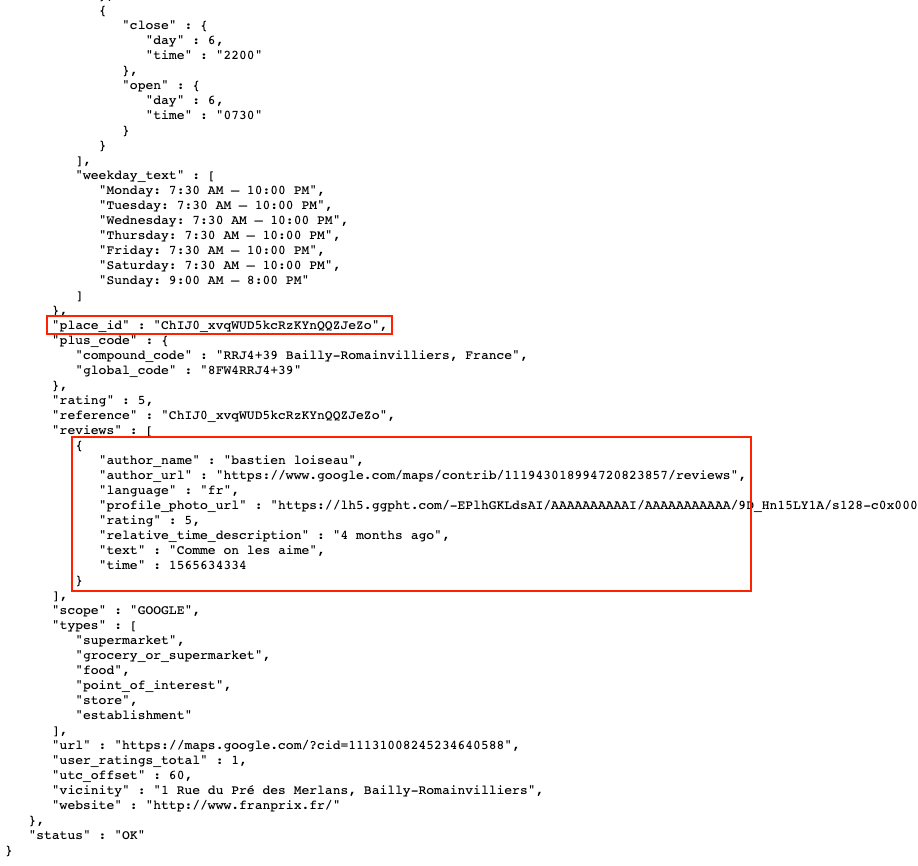 {
"close" : {
"day" : 6,
"time" : "2200"
},
"open" : {
"day" : 6,
"time" : "0730"
}
}
],
"weekday_text" : [
"Monday: 7:30 AM – 10:00 PM",
"Tuesday: 7:30 AM – 10:00 PM",
"Wednesday: 7:30 AM – 10:00 PM",
"Thursday: 7:30 AM – 10:00 PM",
"Friday: 7:30 AM – 10:00 PM",
"Saturday: 7:30 AM – 10:00 PM",
"Sunday: 9:00 AM – 8:00 PM"
]
},
"place_id" : "ChIJ0_xvqWUD5kcRzKYnQQZJeZo",
"plus_code" : {
"compound_code" : "RRJ4+39 Bailly-Romainvilliers, France",
"global_code" : "8FW4RRJ4+39"
},
"rating" : 5,
"reference" : "ChIJ0_xvqWUD5kcRzKYnQQZJeZo",
"reviews" : [
{
"author_name" : "bastien loiseau",
"author_url" : "https://www.google.com/maps/contrib/111943018994720823857/reviews",
"language" : "fr",
"profile_photo_url" : "https://lh5.ggpht.com/-EPlhGKLdsAI/AAAAAAAAAAI/AAAAAAAAAAA/9D_Hn15LYlA/s128-c0x000
"rating" : 5,
"relative_time_description" : "4 months ago",
"text" : "Comme on les aime",
"time" : 1565634334
}
],
"scope" : "GOOGLE",
"types" : [
"supermarket",
"grocery_or_supermarket",
"food",
"point_of_interest",
"store",
"establishment"
],
"url" : "https://maps.google.com/?cid=11131008245234640588",
"user_ratings_total" : 1,
"utc_offset" : 60,
"vicinity" : "1 Rue du Pré des Merlans, Bailly-Romainvilliers",
"website" : "http://www.franprix.fr/"
},
"status" : "OK"
}